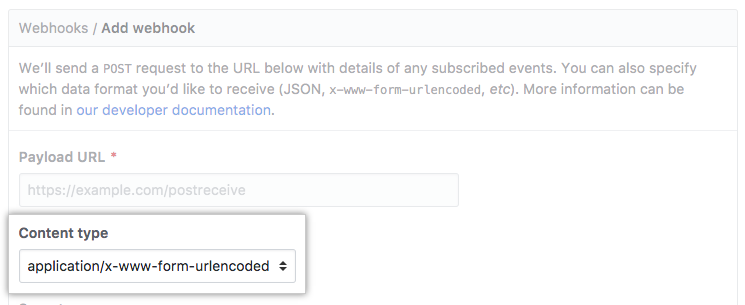 Webhooks / Add webhook
We’ll send a POST request to the URL below with details of any subscribed events. You can also specify
which data format you’d like to receive (JSON, x-www-form-urlencoded, etc). More information can be
found in our developer documentation.
Payload URL *
https://example.com/postreceive
Content type
application/x-www-form-urlencoded